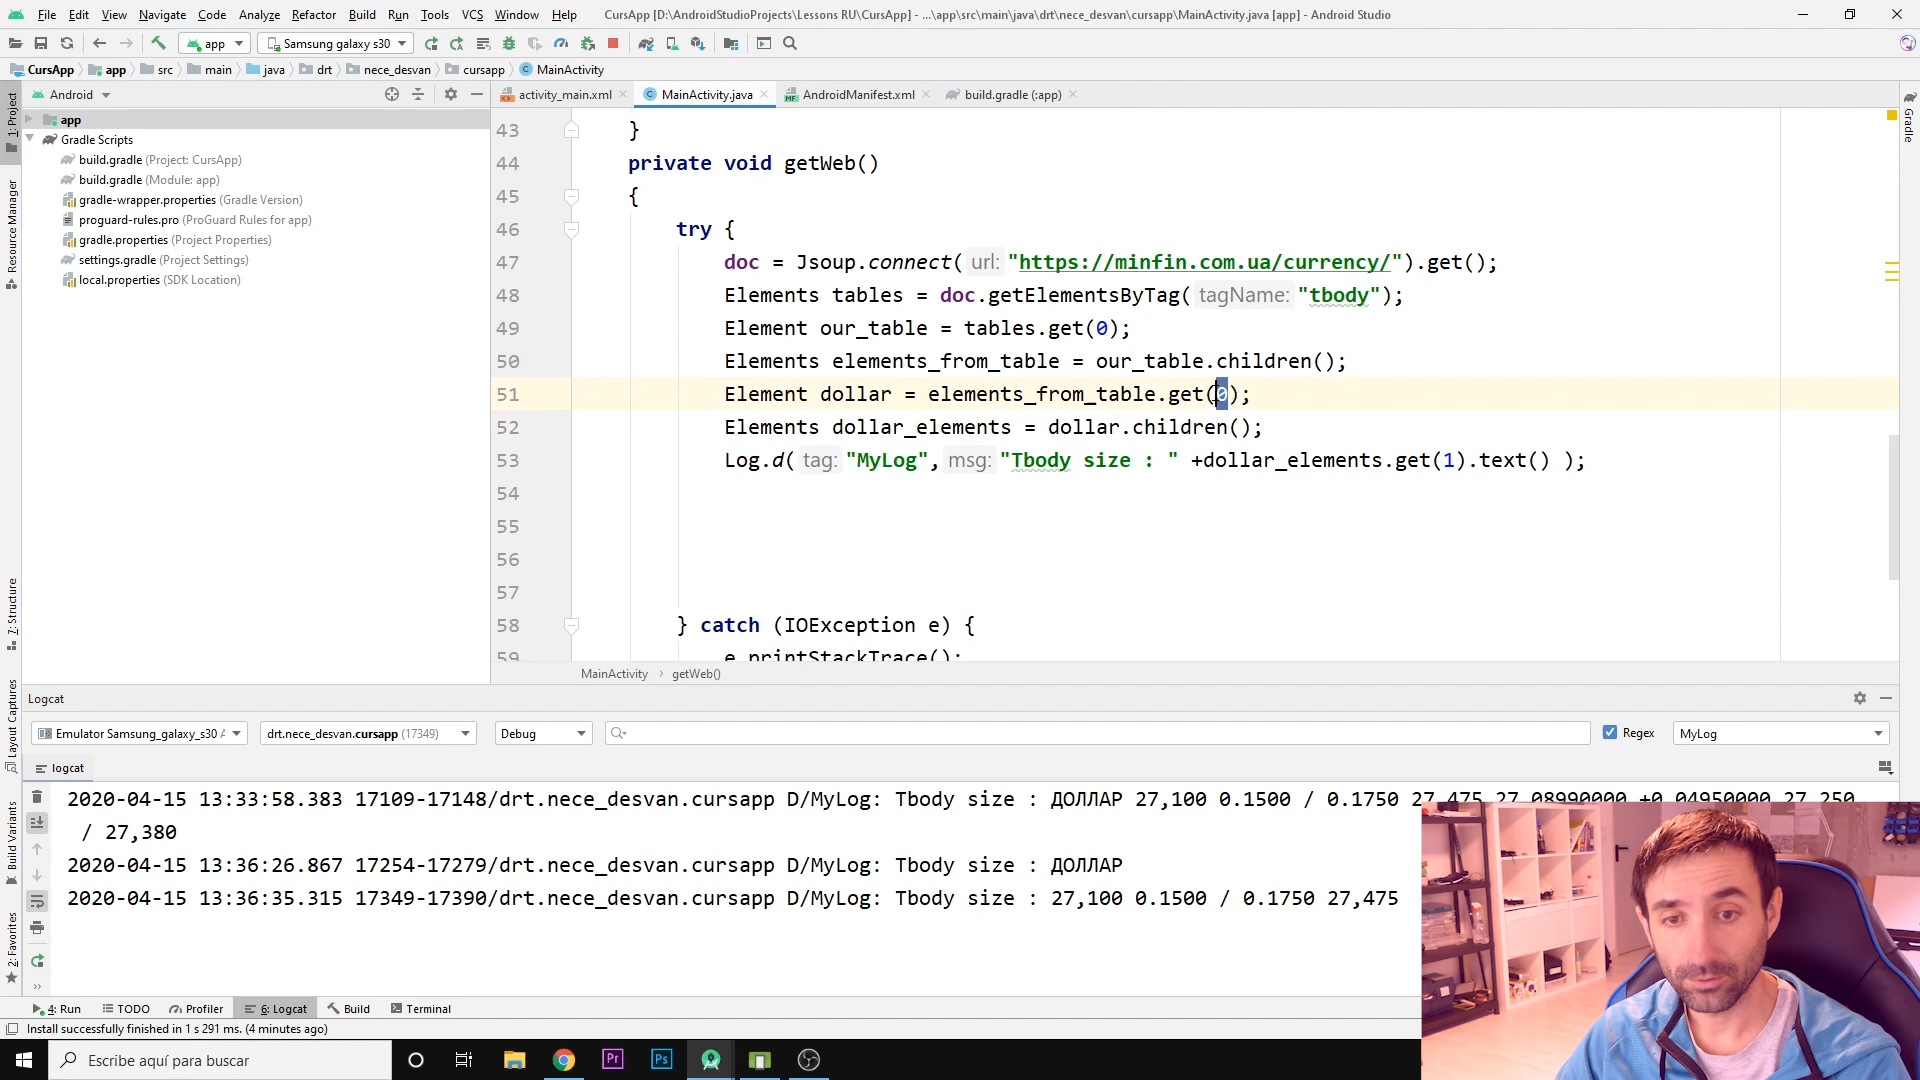 File Edit View Navigate Code Analyze Refactor Build Run Tools VCS Window Help CursApp [D:\AndroidStudioProjects\Lessons RU\CursApp] - ...\app\src\main\java\drt\nece_desvan\cursapp\MainActivity.java [app] - Android Studio
app Samsung galaxy s30
CursApp app src main java drt nece_desvan cursapp MainActivity
Android activity_main.xml MainActivity.java AndroidManifest.xml build.gradle (:app)
1: Project
Resource Manager
7: Structure
Layout Captures
Build Variants
2: Favorites
Gradle
app
Gradle Scripts
build.gradle (Project: CursApp)
build.gradle (Module: app)
gradle-wrapper.properties (Gradle Version)
proguard-rules.pro (ProGuard Rules for app)
gradle.properties (Project Properties)
settings.gradle (Project Settings)
local.properties (SDK Location)
43 }
44 private void getWeb()
45 {
46 try {
47 doc = Jsoup.connect( url: "https://minfin.com.ua/currency/").get();
48 Elements tables = doc.getElementsByTag( tagName: "tbody");
49 Element our_table = tables.get(0);
50 Elements elements_from_table = our_table.children();
51 Element dollar = elements_from_table.get(0);
52 Elements dollar_elements = dollar.children();
53 Log.d( tag: "MyLog", msg: "Tbody size : " +dollar_elements.get(1).text() );
54
55
56
57
58 } catch (IOException e) {
59 e.printStackTrace();
MainActivity getWeb()
Logcat
Emulator Samsung_galaxy_s30 drt.nece_desvan.cursapp (17349) Debug Regex MyLog
logcat
2020-04-15 13:33:58.383 17109-17148/drt.nece_desvan.cursapp D/MyLog: Tbody size : ДОЛЛАР 27,100 0.1500 / 0.1750 27,475 27.08990000 +0.04950000 27,250
/ 27,380
2020-04-15 13:36:26.867 17254-17279/drt.nece_desvan.cursapp D/MyLog: Tbody size : ДОЛЛАР
2020-04-15 13:36:35.315 17349-17390/drt.nece_desvan.cursapp D/MyLog: Tbody size : 27,100 0.1500 / 0.1750 27,475
4: Run TODO Profiler 6: Logcat Build Terminal
Install successfully finished in 1 s 291 ms. (4 minutes ago)
Escribe aquí para buscar Pr Ps